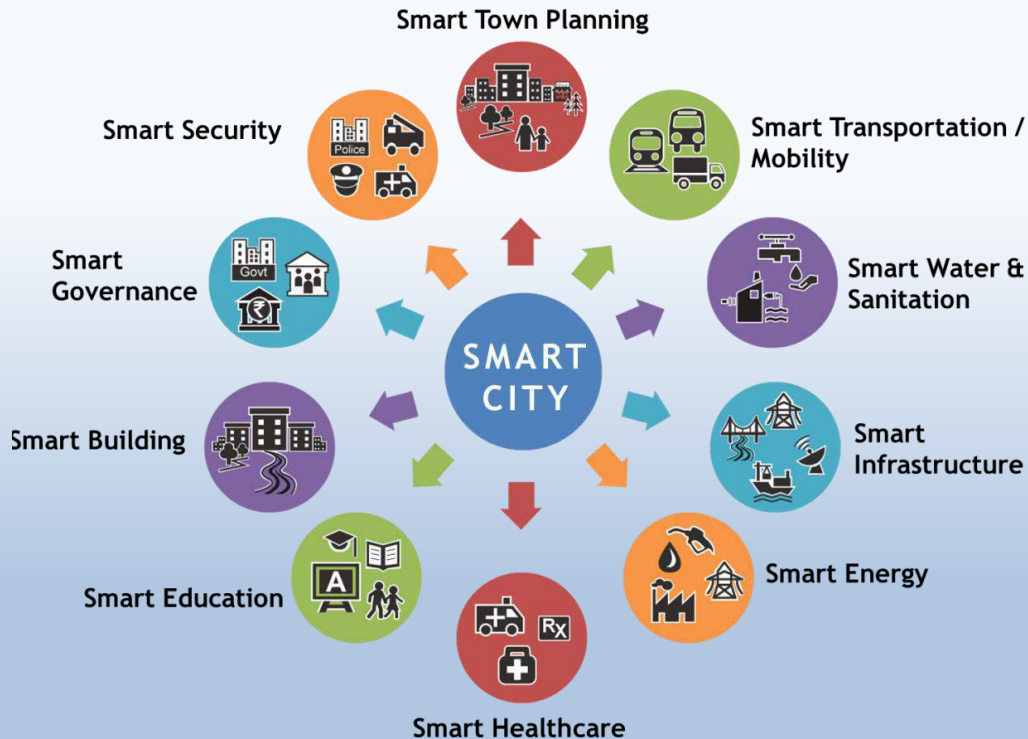 Smart Town Planning
Smart Security
Police
Smart Transportation /
Mobility
Smart
Governance
Govt
₹
Smart Water &
Sanitation
SMART
CITY
Smart Building
Smart
Infrastructure
Smart Education
A
Smart Energy
RX
Smart Healthcare